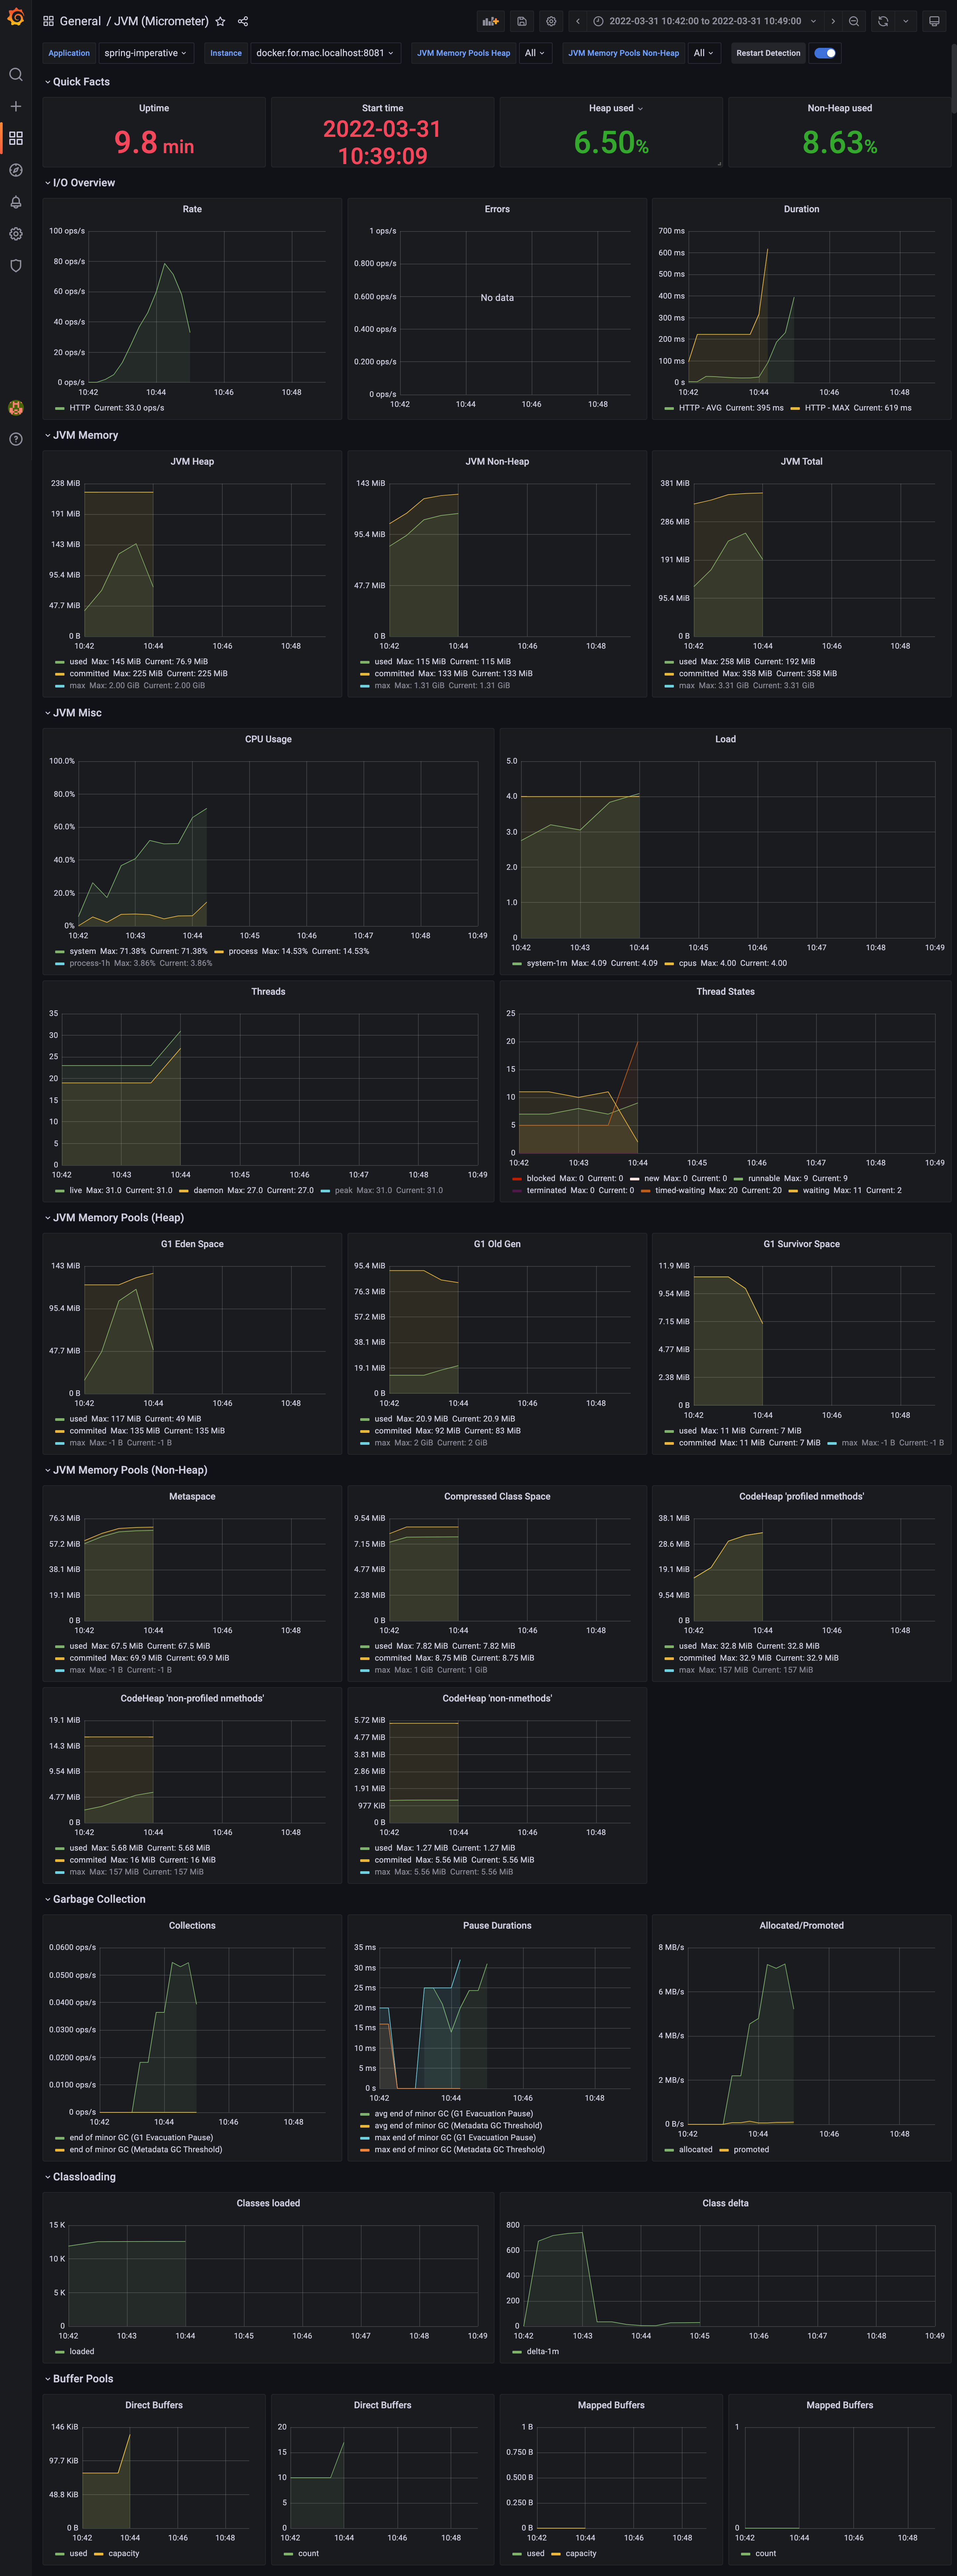 General / JVM (Micrometer)
2022-03-31 10:42:00 to 2022-03-31 10:49:00
Application spring-imperative Instance docker.for.mac.localhost:8081 JVM Memory Pools Heap All JVM Memory Pools Non-Heap All Restart Detection
Quick Facts
Uptime
9.8 min
Start time
2022-03-31
10:39:09
Heap used
6.50%
Non-Heap used
8.63%
I/O Overview
Rate
100 ops/s
80 ops/s
60 ops/s
40 ops/s
20 ops/s
0 ops/s
10:42 10:44 10:46 10:48
HTTP Current: 33.0 ops/s
Errors
1 ops/s
0.800 ops/s
0.600 ops/s
0.400 ops/s
0.200 ops/s
0 ops/s
No data
10:42 10:44 10:46 10:48
Duration
700 ms
600 ms
500 ms
400 ms
300 ms
200 ms
100 ms
0 s
10:42 10:44 10:46 10:48
HTTP - AVG Current: 395 ms HTTP - MAX Current: 619 ms
JVM Memory
JVM Heap
238 MiB
191 MiB
143 MiB
95.4 MiB
47.7 MiB
0 B
10:42 10:44 10:46 10:48
used Max: 145 MiB Current: 76.9 MiB
committed Max: 225 MiB Current: 225 MiB
max Max: 2.00 GiB Current: 2.00 GiB
JVM Non-Heap
143 MiB
95.4 MiB
47.7 MiB
0 B
10:42 10:44 10:46 10:48
used Max: 115 MiB Current: 115 MiB
committed Max: 133 MiB Current: 133 MiB
max Max: 1.31 GiB Current: 1.31 GiB
JVM Total
381 MiB
286 MiB
191 MiB
95.4 MiB
0 B
10:42 10:44 10:46 10:48
used Max: 258 MiB Current: 192 MiB
committed Max: 358 MiB Current: 358 MiB
max Max: 3.31 GiB Current: 3.31 GiB
JVM Misc
CPU Usage
100.0%
80.0%
60.0%
40.0%
20.0%
0%
10:42 10:43 10:44 10:45 10:46 10:47 10:48 10:49
system Max: 71.38% Current: 71.38% process Max: 14.53% Current: 14.53%
process-1h Max: 3.86% Current: 3.86%
Load
5.0
4.0
3.0
2.0
1.0
0
10:42 10:43 10:44 10:45 10:46 10:47 10:48 10:49
system-1m Max: 4.09 Current: 4.09 cpus Max: 4.00 Current: 4.00
Threads
35
30
25
20
15
10
5
0
10:42 10:43 10:44 10:45 10:46 10:47 10:48 10:49
live Max: 31.0 Current: 31.0 daemon Max: 27.0 Current: 27.0 peak Max: 31.0 Current: 31.0
Thread States
25
20
15
10
5
0
10:42 10:43 10:44 10:45 10:46 10:47 10:48 10:49
blocked Max: 0 Current: 0 new Max: 0 Current: 0 runnable Max: 9 Current: 9
terminated Max: 0 Current: 0 timed-waiting Max: 20 Current: 20 waiting Max: 11 Current: 2
JVM Memory Pools (Heap)
G1 Eden Space
143 MiB
95.4 MiB
47.7 MiB
0 B
10:42 10:44 10:46 10:48
used Max: 117 MiB Current: 49 MiB
commited Max: 135 MiB Current: 135 MiB
max Max: -1 B Current: -1 B
G1 Old Gen
95.4 MiB
76.3 MiB
57.2 MiB
38.1 MiB
19.1 MiB
0 B
10:42 10:44 10:46 10:48
used Max: 20.9 MiB Current: 20.9 MiB
commited Max: 92 MiB Current: 83 MiB
max Max: 2 GiB Current: 2 GiB
G1 Survivor Space
11.9 MiB
9.54 MiB
7.15 MiB
4.77 MiB
2.38 MiB
0 B
10:42 10:44 10:46 10:48
used Max: 11 MiB Current: 7 MiB
commited Max: 11 MiB Current: 7 MiB max Max: -1 B Current: -1 B
JVM Memory Pools (Non-Heap)
Metaspace
76.3 MiB
57.2 MiB
38.1 MiB
19.1 MiB
0 B
10:42 10:44 10:46 10:48
used Max: 67.5 MiB Current: 67.5 MiB
commited Max: 69.9 MiB Current: 69.9 MiB
max Max: -1 B Current: -1 B
Compressed Class Space
9.54 MiB
7.15 MiB
4.77 MiB
2.38 MiB
0 B
10:42 10:44 10:46 10:48
used Max: 7.82 MiB Current: 7.82 MiB
commited Max: 8.75 MiB Current: 8.75 MiB
max Max: 1 GiB Current: 1 GiB
CodeHeap 'profiled nmethods'
38.1 MiB
28.6 MiB
19.1 MiB
9.54 MiB
0 B
10:42 10:44 10:46 10:48
used Max: 32.8 MiB Current: 32.8 MiB
commited Max: 32.9 MiB Current: 32.9 MiB
max Max: 157 MiB Current: 157 MiB
CodeHeap 'non-profiled nmethods'
19.1 MiB
14.3 MiB
9.54 MiB
4.77 MiB
0 B
10:42 10:44 10:46 10:48
used Max: 5.68 MiB Current: 5.68 MiB
commited Max: 16 MiB Current: 16 MiB
max Max: 157 MiB Current: 157 MiB
CodeHeap 'non-nmethods'
5.72 MiB
4.77 MiB
3.81 MiB
2.86 MiB
1.91 MiB
977 KiB
0 B
10:42 10:44 10:46 10:48
used Max: 1.27 MiB Current: 1.27 MiB
commited Max: 5.56 MiB Current: 5.56 MiB
max Max: 5.56 MiB Current: 5.56 MiB
Garbage Collection
Collections
0.0600 ops/s
0.0500 ops/s
0.0400 ops/s
0.0300 ops/s
0.0200 ops/s
0.0100 ops/s
0 ops/s
10:42 10:44 10:46 10:48
end of minor GC (G1 Evacuation Pause)
end of minor GC (Metadata GC Threshold)
Pause Durations
35 ms
30 ms
25 ms
20 ms
15 ms
10 ms
5 ms
0 s
10:42 10:44 10:46 10:48
avg end of minor GC (G1 Evacuation Pause)
avg end of minor GC (Metadata GC Threshold)
max end of minor GC (G1 Evacuation Pause)
max end of minor GC (Metadata GC Threshold)
Allocated/Promoted
8 MB/s
6 MB/s
4 MB/s
2 MB/s
0 B/s
10:42 10:44 10:46 10:48
allocated promoted
Classloading
Classes loaded
15 K
10 K
5 K
0
10:42 10:43 10:44 10:45 10:46 10:47 10:48 10:49
loaded
Class delta
800
600
400
200
0
10:42 10:43 10:44 10:45 10:46 10:47 10:48 10:49
delta-1m
Buffer Pools
Direct Buffers
146 KiB
97.7 KiB
48.8 KiB
0 B
10:42 10:44 10:46 10:48
used capacity
Direct Buffers
20
15
10
5
0
10:42 10:44 10:46 10:48
count
Mapped Buffers
1 B
0.750 B
0.500 B
0.250 B
0 B
10:42 10:44 10:46 10:48
used capacity
Mapped Buffers
1
0
10:42 10:44 10:46 10:48
count